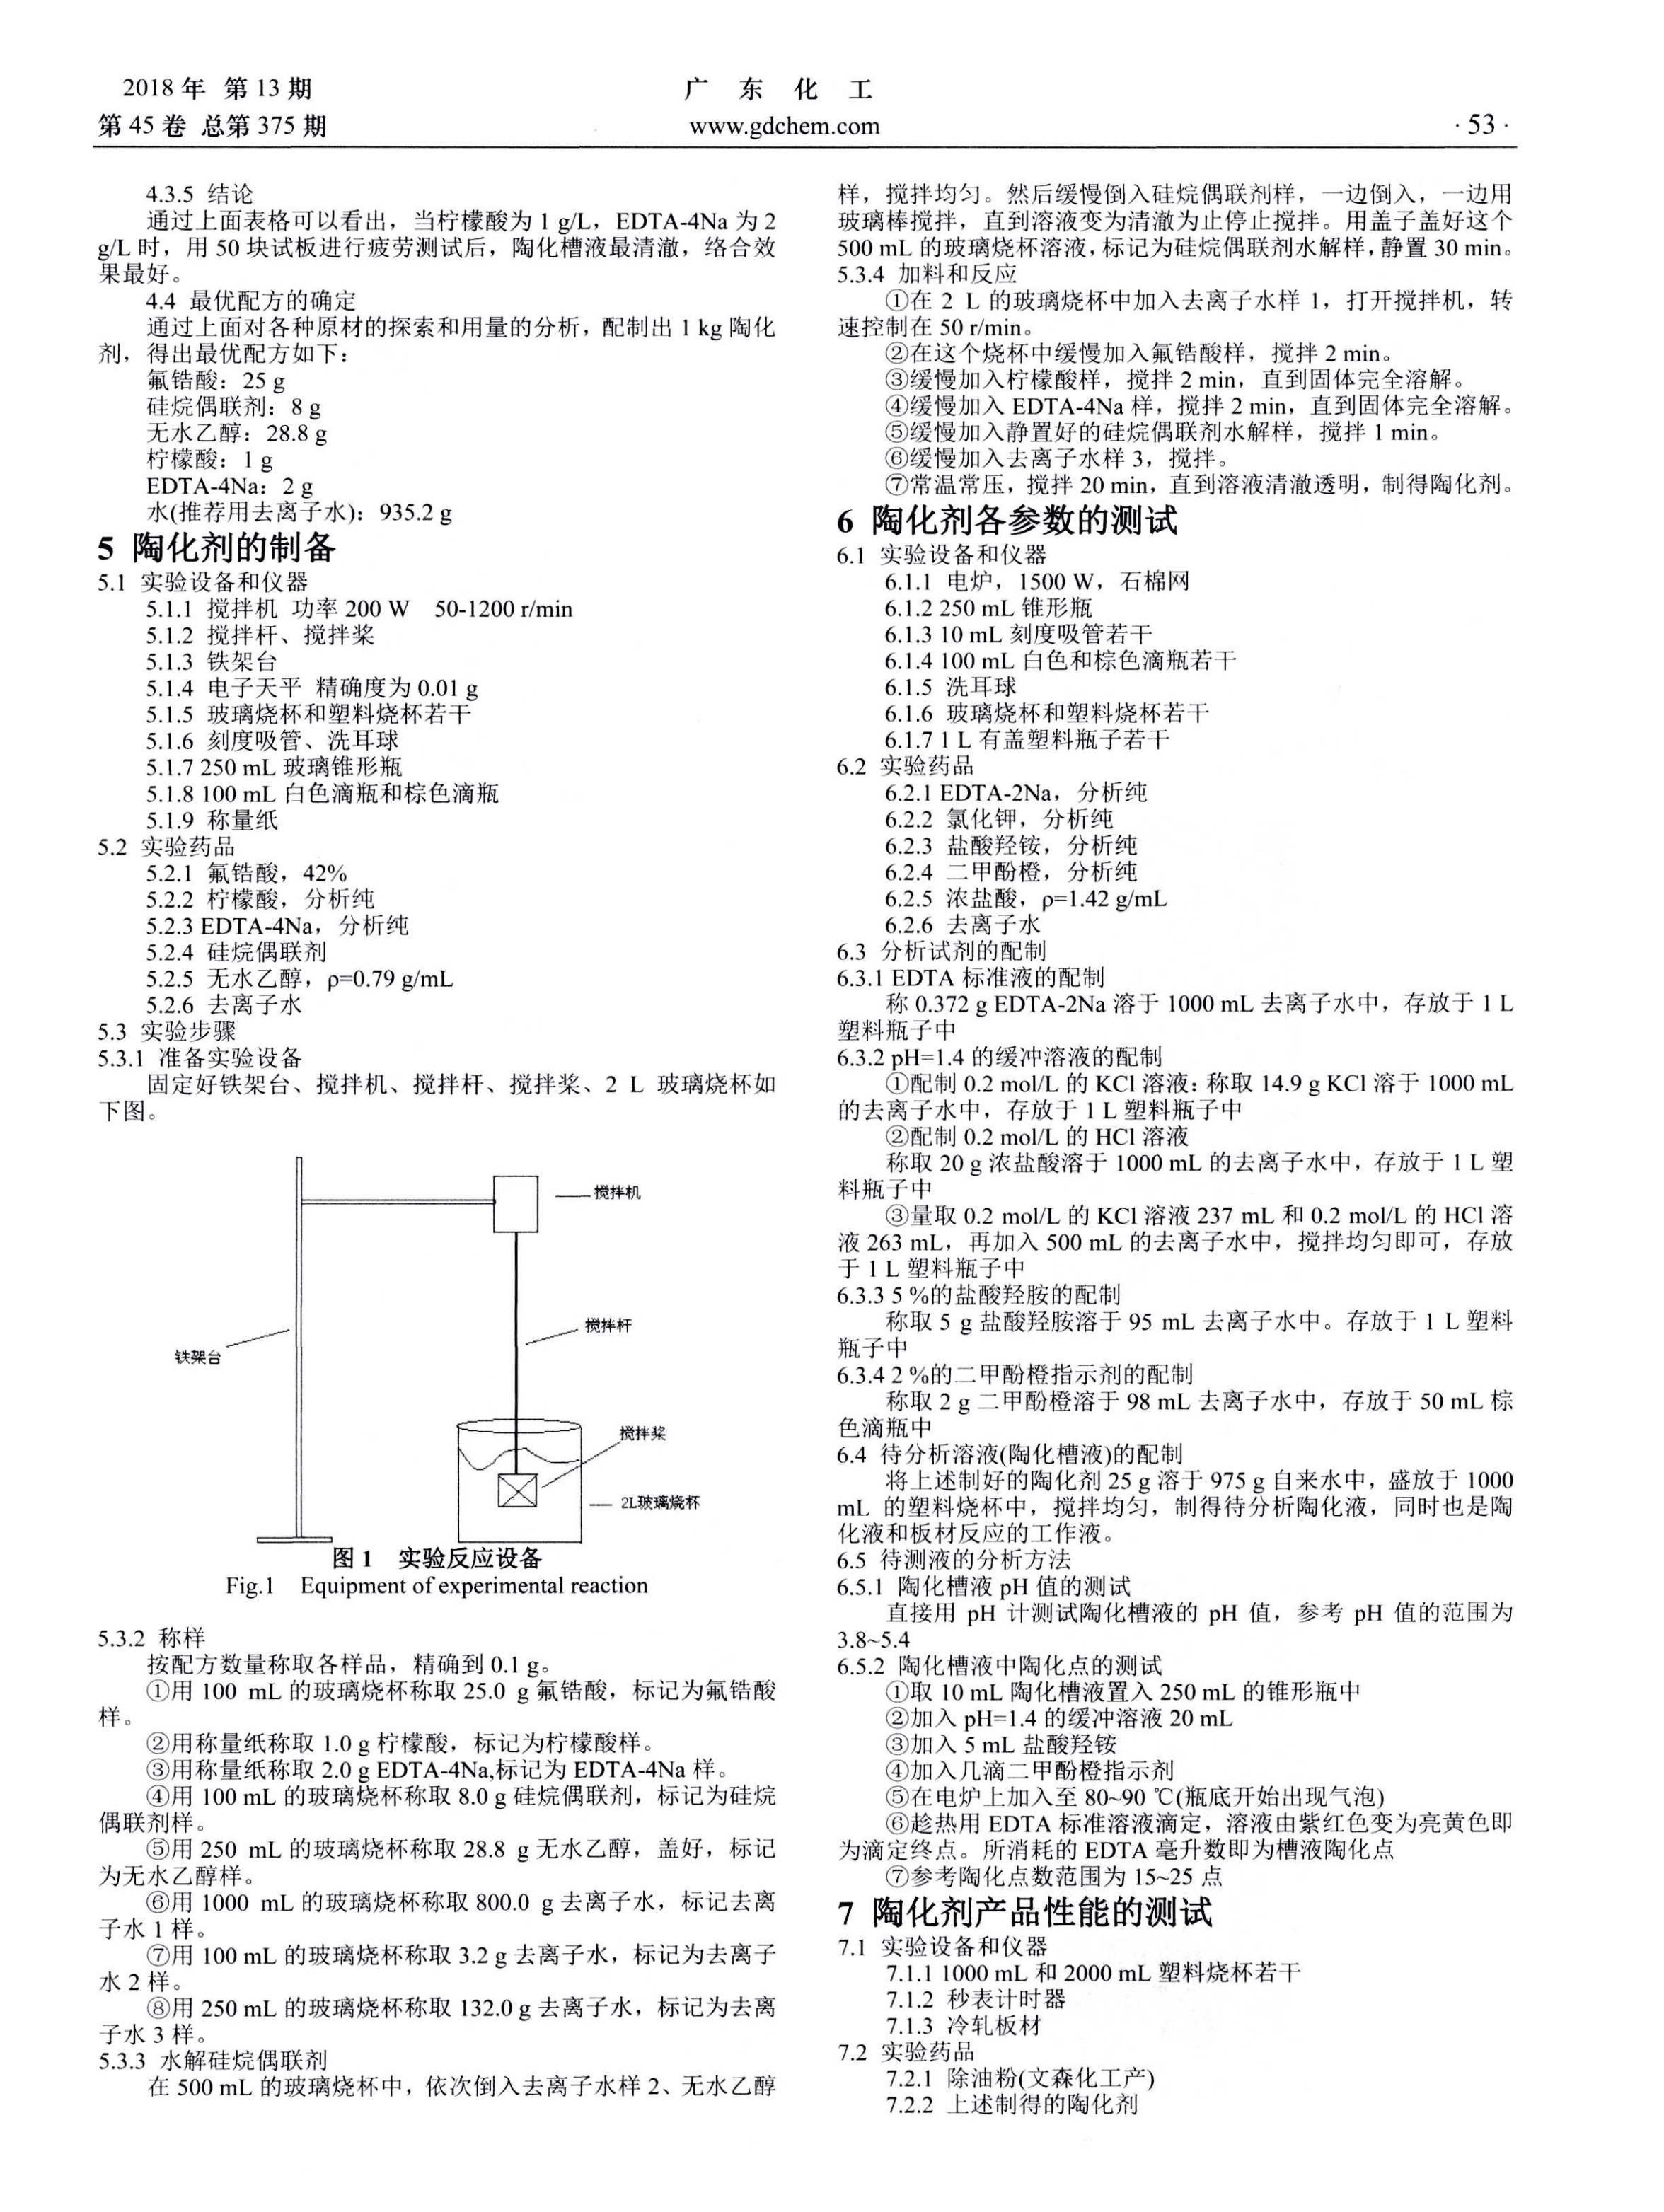 2018 年 第 13 期
第 45 卷 总第 375 期
广 东 化 工
www.gdchem.com
· 53 ·
4.3.5 结论
通过上面表格可以看出，当柠檬酸为 1 g/L，EDTA-4Na 为 2
g/L 时，用 50 块试板进行疲劳测试后，陶化槽液最清澈，络合效
果最好。
4.4 最优配方的确定
通过上面对各种原材的探索和用量的分析，配制出 1 kg 陶化
剂，得出最优配方如下：
氟锆酸：25 g
硅烷偶联剂：8 g
无水乙醇：28.8 g
柠檬酸：1 g
EDTA-4Na：2 g
水(推荐用去离子水)：935.2 g
5 陶化剂的制备
5.1 实验设备和仪器
5.1.1 搅拌机 功率 200 W 50-1200 r/min
5.1.2 搅拌杆、搅拌桨
5.1.3 铁架台
5.1.4 电子天平 精确度为 0.01 g
5.1.5 玻璃烧杯和塑料烧杯若干
5.1.6 刻度吸管、洗耳球
5.1.7 250 mL 玻璃锥形瓶
5.1.8 100 mL 白色滴瓶和棕色滴瓶
5.1.9 称量纸
5.2 实验药品
5.2.1 氟锆酸，42%
5.2.2 柠檬酸，分析纯
5.2.3 EDTA-4Na，分析纯
5.2.4 硅烷偶联剂
5.2.5 无水乙醇，ρ=0.79 g/mL
5.2.6 去离子水
5.3 实验步骤
5.3.1 准备实验设备
固定好铁架台、搅拌机、搅拌杆、搅拌桨、2 L 玻璃烧杯如
下图。
搅拌机
搅拌杆
铁架台
搅拌桨
2L玻璃烧杯
图 1 实验反应设备
Fig.1 Equipment of experimental reaction
5.3.2 称样
按配方数量称取各样品，精确到 0.1 g。
①用 100 mL 的玻璃烧杯称取 25.0 g 氟锆酸，标记为氟锆酸
样。
②用称量纸称取 1.0 g 柠檬酸，标记为柠檬酸样。
③用称量纸称取 2.0 g EDTA-4Na,标记为 EDTA-4Na 样。
④用 100 mL 的玻璃烧杯称取 8.0 g 硅烷偶联剂，标记为硅烷
偶联剂样。
⑤用 250 mL 的玻璃烧杯称取 28.8 g 无水乙醇，盖好，标记
为无水乙醇样。
⑥用 1000 mL 的玻璃烧杯称取 800.0 g 去离子水，标记去离
子水 1 样。
⑦用 100 mL 的玻璃烧杯称取 3.2 g 去离子水，标记为去离子
水 2 样。
⑧用 250 mL 的玻璃烧杯称取 132.0 g 去离子水，标记为去离
子水 3 样。
5.3.3 水解硅烷偶联剂
在 500 mL 的玻璃烧杯中，依次倒入去离子水样 2、无水乙醇
样，搅拌均匀。然后缓慢倒入硅烷偶联剂样，一边倒入，一边用
玻璃棒搅拌，直到溶液变为清澈为止停止搅拌。用盖子盖好这个
500 mL 的玻璃烧杯溶液，标记为硅烷偶联剂水解样，静置 30 min。
5.3.4 加料和反应
①在 2 L 的玻璃烧杯中加入去离子水样 1，打开搅拌机，转
速控制在 50 r/min。
②在这个烧杯中缓慢加入氟锆酸样，搅拌 2 min。
③缓慢加入柠檬酸样，搅拌 2 min，直到固体完全溶解。
④缓慢加入 EDTA-4Na 样，搅拌 2 min，直到固体完全溶解。
⑤缓慢加入静置好的硅烷偶联剂水解样，搅拌 1 min。
⑥缓慢加入去离子水样 3，搅拌。
⑦常温常压，搅拌 20 min，直到溶液清澈透明，制得陶化剂。
6 陶化剂各参数的测试
6.1 实验设备和仪器
6.1.1 电炉，1500 W，石棉网
6.1.2 250 mL 锥形瓶
6.1.3 10 mL 刻度吸管若干
6.1.4 100 mL 白色和棕色滴瓶若干
6.1.5 洗耳球
6.1.6 玻璃烧杯和塑料烧杯若干
6.1.7 1 L 有盖塑料瓶子若干
6.2 实验药品
6.2.1 EDTA-2Na，分析纯
6.2.2 氯化钾，分析纯
6.2.3 盐酸羟铵，分析纯
6.2.4 二甲酚橙，分析纯
6.2.5 浓盐酸，ρ=1.42 g/mL
6.2.6 去离子水
6.3 分析试剂的配制
6.3.1 EDTA 标准液的配制
称 0.372 g EDTA-2Na 溶于 1000 mL 去离子水中，存放于 1 L
塑料瓶子中
6.3.2 pH=1.4 的缓冲溶液的配制
①配制 0.2 mol/L 的 KCl 溶液：称取 14.9 g KCl 溶于 1000 mL
的去离子水中，存放于 1 L 塑料瓶子中
②配制 0.2 mol/L 的 HCl 溶液
称取 20 g 浓盐酸溶于 1000 mL 的去离子水中，存放于 1 L 塑
料瓶子中
③量取 0.2 mol/L 的 KCl 溶液 237 mL 和 0.2 mol/L 的 HCl 溶
液 263 mL，再加入 500 mL 的去离子水中，搅拌均匀即可，存放
于 1 L 塑料瓶子中
6.3.3 5 %的盐酸羟胺的配制
称取 5 g 盐酸羟胺溶于 95 mL 去离子水中。存放于 1 L 塑料
瓶子中
6.3.4 2 %的二甲酚橙指示剂的配制
称取 2 g 二甲酚橙溶于 98 mL 去离子水中，存放于 50 mL 棕
色滴瓶中
6.4 待分析溶液(陶化槽液)的配制
将上述制好的陶化剂 25 g 溶于 975 g 自来水中，盛放于 1000
mL 的塑料烧杯中，搅拌均匀，制得待分析陶化液，同时也是陶
化液和板材反应的工作液。
6.5 待测液的分析方法
6.5.1 陶化槽液 pH 值的测试
直接用 pH 计测试陶化槽液的 pH 值，参考 pH 值的范围为
3.8~5.4
6.5.2 陶化槽液中陶化点的测试
①取 10 mL 陶化槽液置入 250 mL 的锥形瓶中
②加入 pH=1.4 的缓冲溶液 20 mL
③加入 5 mL 盐酸羟铵
④加入几滴二甲酚橙指示剂
⑤在电炉上加入至 80~90 ℃(瓶底开始出现气泡)
⑥趁热用 EDTA 标准溶液滴定，溶液由紫红色变为亮黄色即
为滴定终点。所消耗的 EDTA 毫升数即为槽液陶化点
⑦参考陶化点数范围为 15~25 点
7 陶化剂产品性能的测试
7.1 实验设备和仪器
7.1.1 1000 mL 和 2000 mL 塑料烧杯若干
7.1.2 秒表计时器
7.1.3 冷轧板材
7.2 实验药品
7.2.1 除油粉(文森化工产)
7.2.2 上述制得的陶化剂